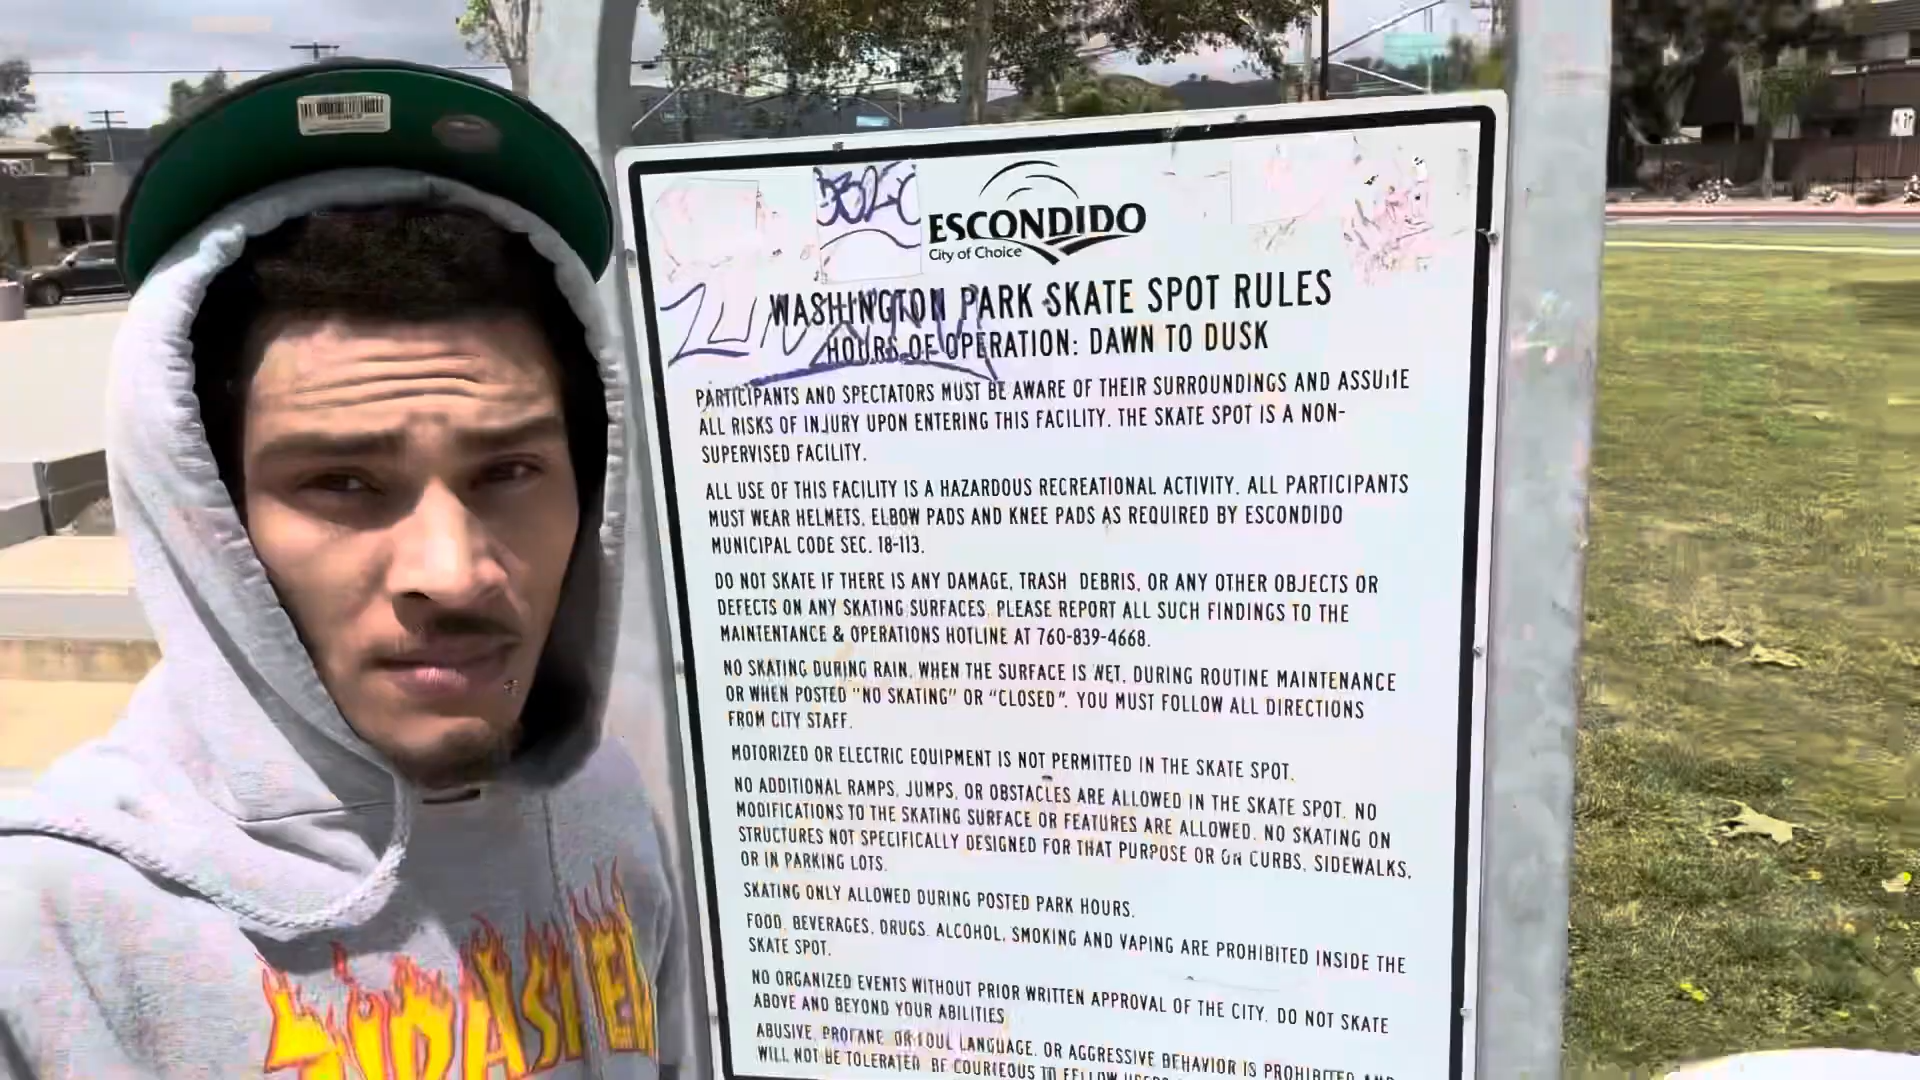 ESCONDIDO
City of Choice
WASHINGTON PARK SKATE SPOT RULES
HOURS OF OPERATION: DAWN TO DUSK
PARTICIPANTS AND SPECTATORS MUST BE AWARE OF THEIR SURROUNDINGS AND ASSUME
ALL RISKS OF INJURY UPON ENTERING THIS FACILITY. THE SKATE SPOT IS A NON-
SUPERVISED FACILITY.
ALL USE OF THIS FACILITY IS A HAZARDOUS RECREATIONAL ACTIVITY. ALL PARTICIPANTS
MUST WEAR HELMETS, ELBOW PADS AND KNEE PADS AS REQUIRED BY ESCONDIDO
MUNICIPAL CODE SEC. 18-113.
DO NOT SKATE IF THERE IS ANY DAMAGE, TRASH DEBRIS, OR ANY OTHER OBJECTS OR
DEFECTS ON ANY SKATING SURFACES. PLEASE REPORT ALL SUCH FINDINGS TO THE
MAINTENTANCE & OPERATIONS HOTLINE AT 760-839-4668.
NO SKATING DURING RAIN, WHEN THE SURFACE IS WET, DURING ROUTINE MAINTENANCE
OR WHEN POSTED "NO SKATING" OR "CLOSED". YOU MUST FOLLOW ALL DIRECTIONS
FROM CITY STAFF.
MOTORIZED OR ELECTRIC EQUIPMENT IS NOT PERMITTED IN THE SKATE SPOT.
NO ADDITIONAL RAMPS, JUMPS, OR OBSTACLES ARE ALLOWED IN THE SKATE SPOT. NO
MODIFICATIONS TO THE SKATING SURFACE OR FEATURES ARE ALLOWED. NO SKATING ON
STRUCTURES NOT SPECIFICALLY DESIGNED FOR THAT PURPOSE OR ON CURBS, SIDEWALKS,
OR IN PARKING LOTS.
SKATING ONLY ALLOWED DURING POSTED PARK HOURS.
FOOD, BEVERAGES, DRUGS, ALCOHOL, SMOKING AND VAPING ARE PROHIBITED INSIDE THE
SKATE SPOT.
NO ORGANIZED EVENTS WITHOUT PRIOR WRITTEN APPROVAL OF THE CITY. DO NOT SKATE
ABOVE AND BEYOND YOUR ABILITIES
ABUSIVE, PROFANE, OR FOUL LANGUAGE, OR AGGRESSIVE BEHAVIOR IS PROHIBITED AND
WILL NOT BE TOLERATED BE COURTEOUS TO FELLOW USERS
THRASHER